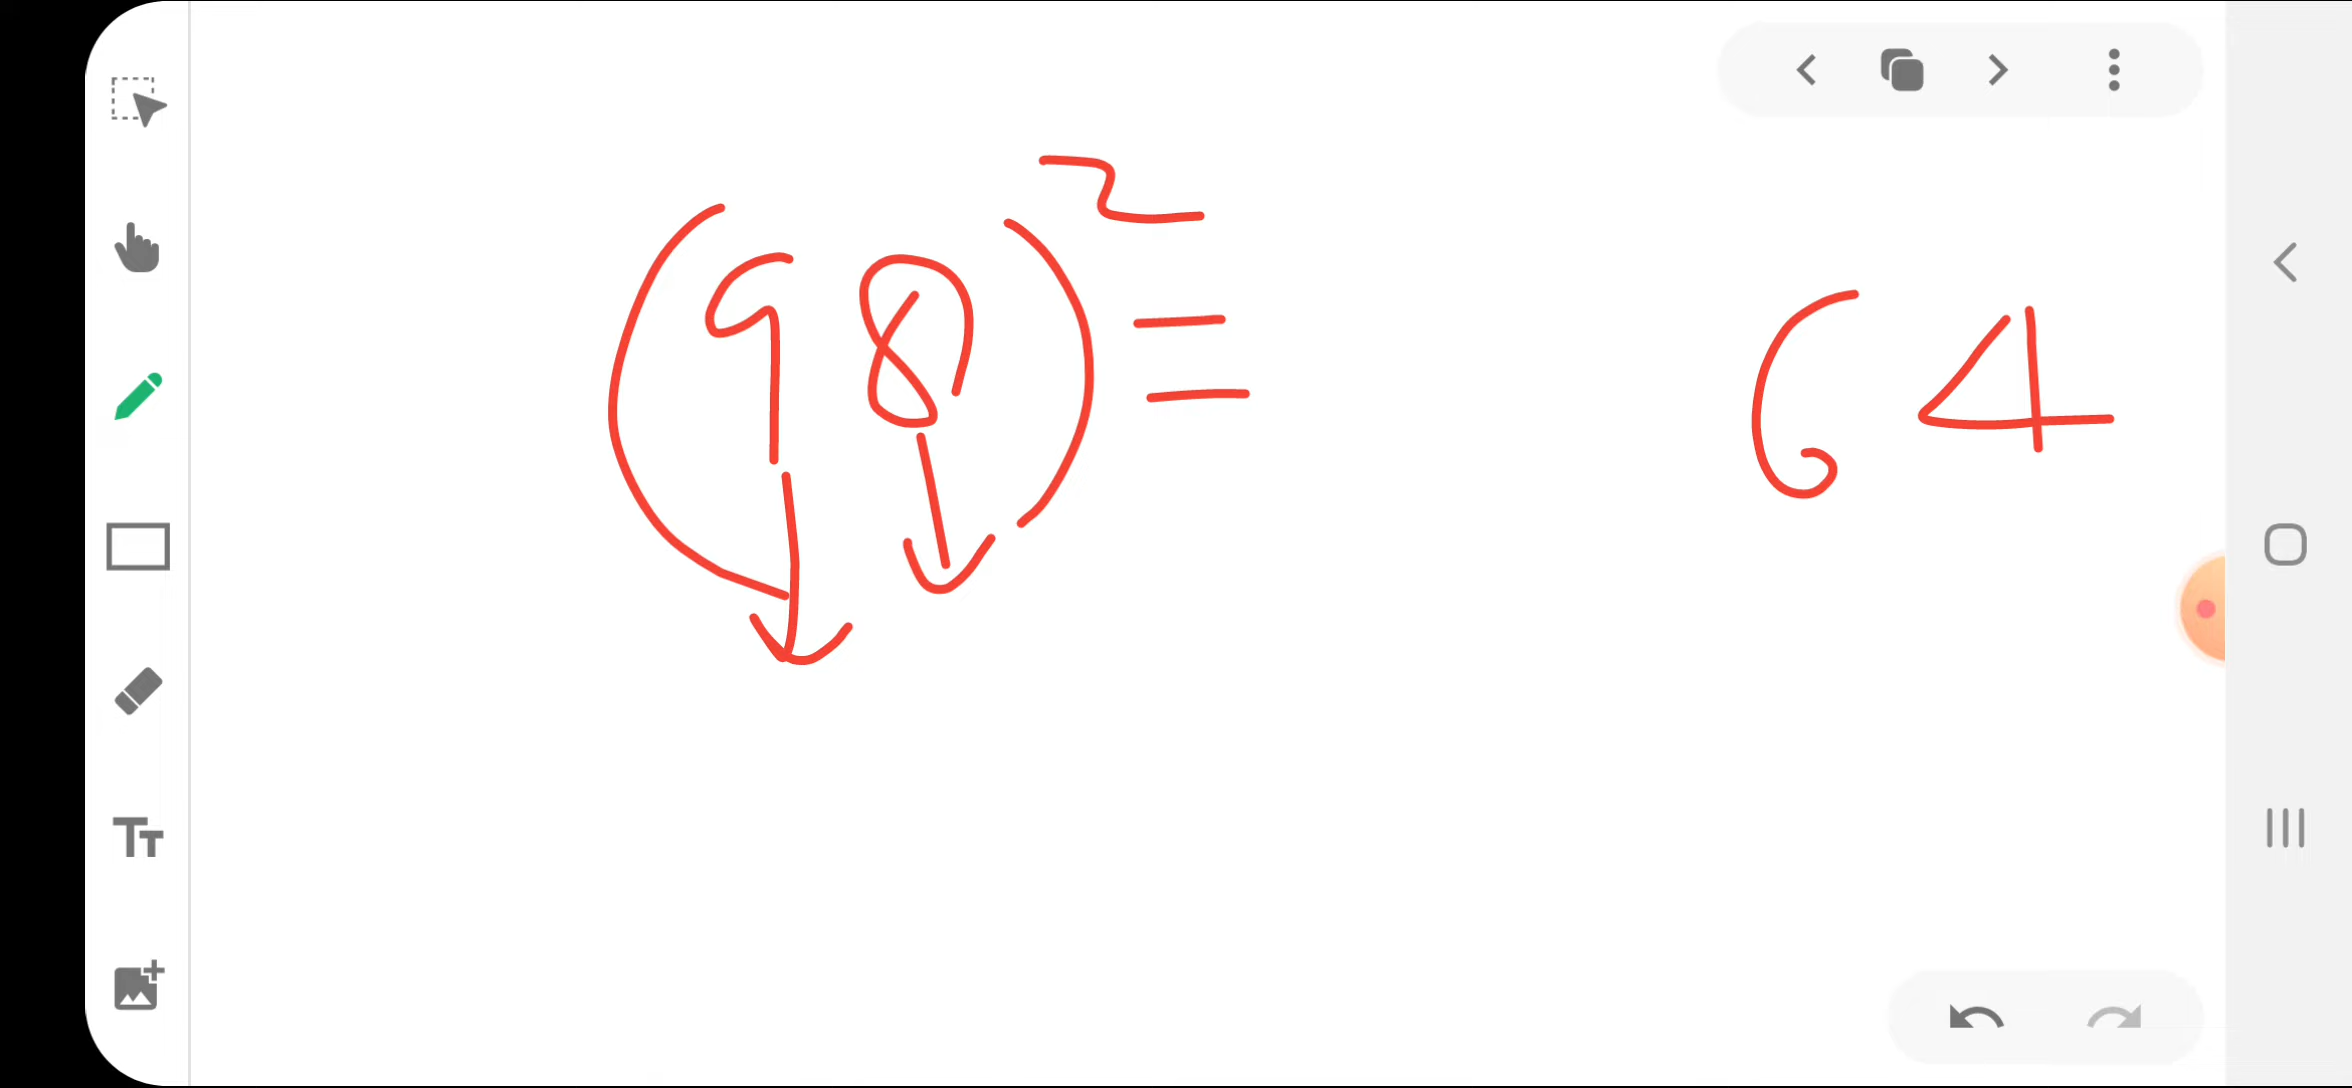 (98)² = 64